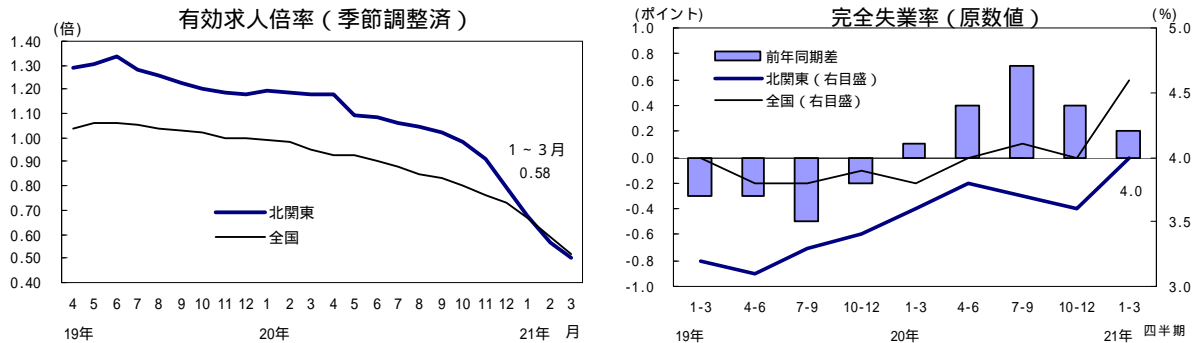 有効求人倍率(季節調整済)
(倍)
1.40
1.30
1.20
1.10
1.00
0.90
0.80
0.70
0.60
0.50
0.40
1～3月
0.58
北関東
全国
4 5 6 7 8 9 10 11 12 1 2 3 4 5 6 7 8 9 10 11 12 1 2 3
19年 20年 21年 月
完全失業率(原数値)
(ポイント) (%)
1.0
0.8
0.6
0.4
0.2
0.0
-0.2
-0.4
-0.6
-0.8
-1.0
前年同期差
北関東(右目盛)
全国(右目盛)
4.0
5.0
4.5
4.0
3.5
3.0
1-3 4-6 7-9 10-12 1-3 4-6 7-9 10-12 1-3
19年 20年 21年 四半期